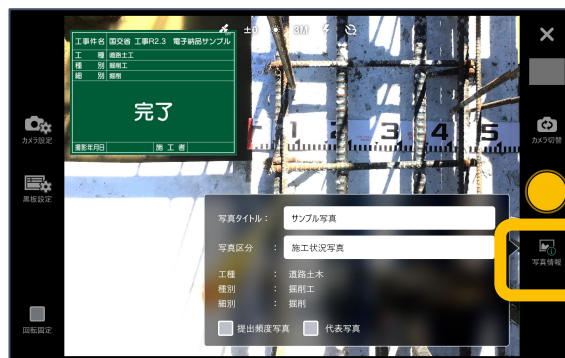 ±0
3M
工事件名 国交省 工事R2.3 電子納品サンプル
工 種 道路土工
種 別 掘削工
細 別 掘削
完了
撮影年月日 施工者
カメラ設定
黒板設定
回転固定
カメラ切替
写真情報
1 2 3 4 5
写真タイトル： サンプル写真
写真区分 ： 施工状況写真
工種 ： 道路土木
種別 ： 掘削工
細別 ： 掘削
提出頻度写真 代表写真